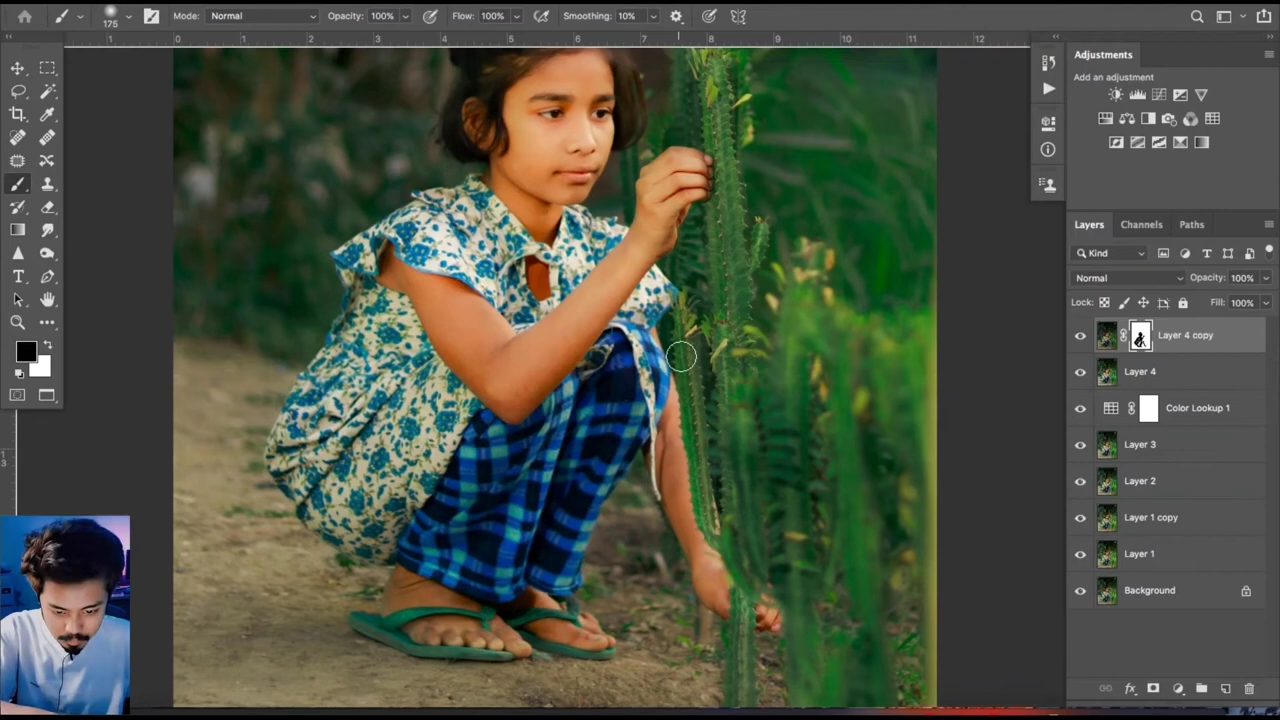 175 Mode: Normal Opacity: 100% Flow: 100% Smoothing: 10%
1 0 1 2 3 4 5 6 7 8 9 10 11 12
Adjustments
Add an adjustment
Layers Channels Paths
Kind
Normal Opacity: 100%
Lock: Fill: 100%
Layer 4 copy
Layer 4
Color Lookup 1
Layer 3
Layer 2
Layer 1 copy
Layer 1
Background
fx